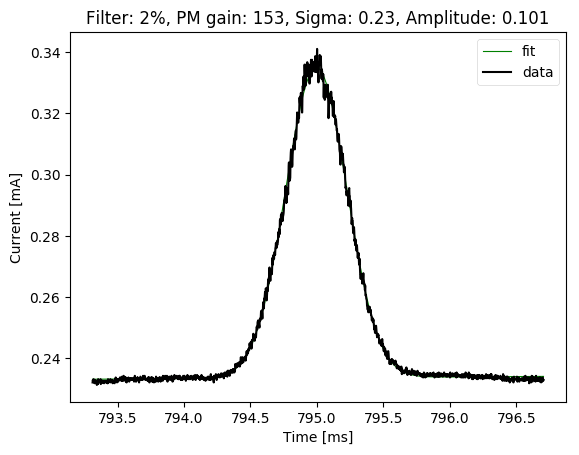 Filter: 2%, PM gain: 153, Sigma: 0.23, Amplitude: 0.101
fit
data
0.34
0.32
0.30
0.28
0.26
0.24
Current [mA]
793.5 794.0 794.5 795.0 795.5 796.0 796.5
Time [ms]